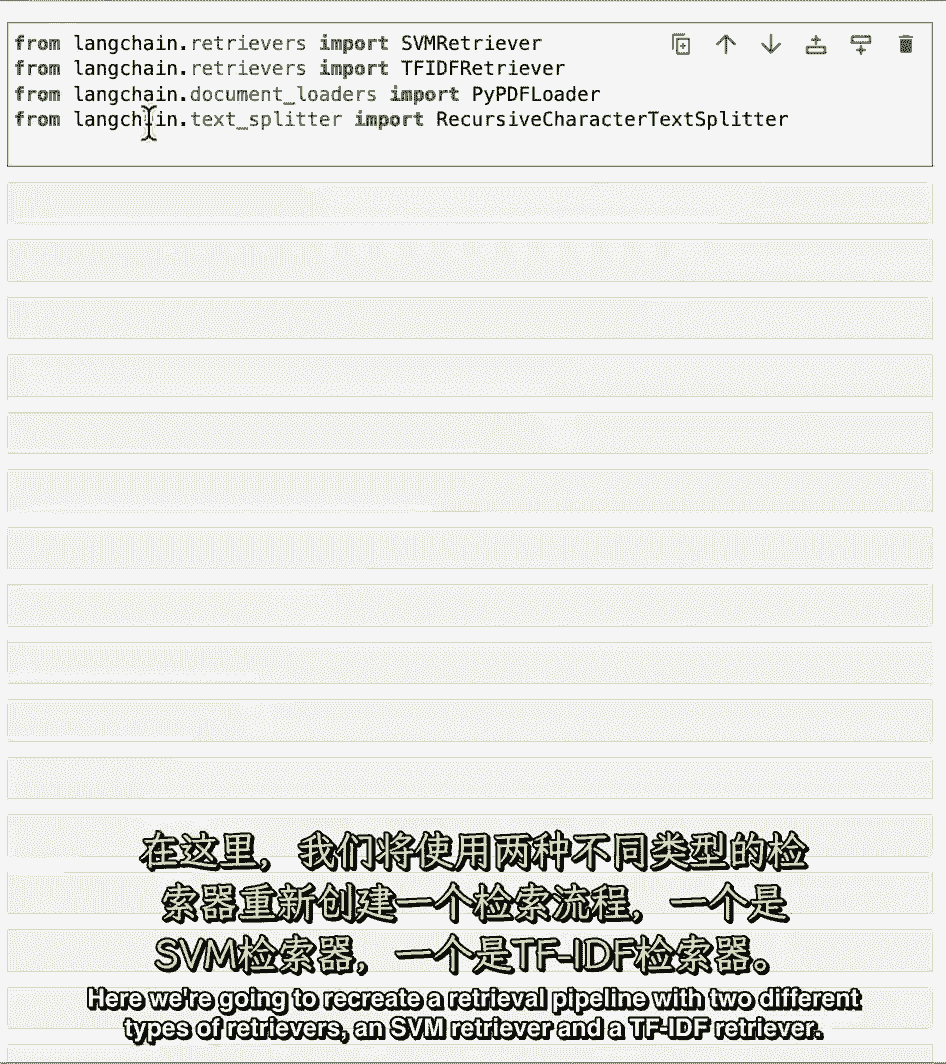 from langchain.retrievers import SVMRetriever
from langchain.retrievers import TFIDFRetriever
from langchain.document_loaders import PyPDFLoader
from langchain.text_splitter import RecursiveCharacterTextSplitter
在这里，我们将使用两种不同类型的检
索器重新创建一个检索流程，一个是
SVM检索器，一个是TF-IDF检索器。
Here we're going to recreate a retrieval pipeline with two different
types of retrievers, an SVM retriever and a TF-IDF retriever.